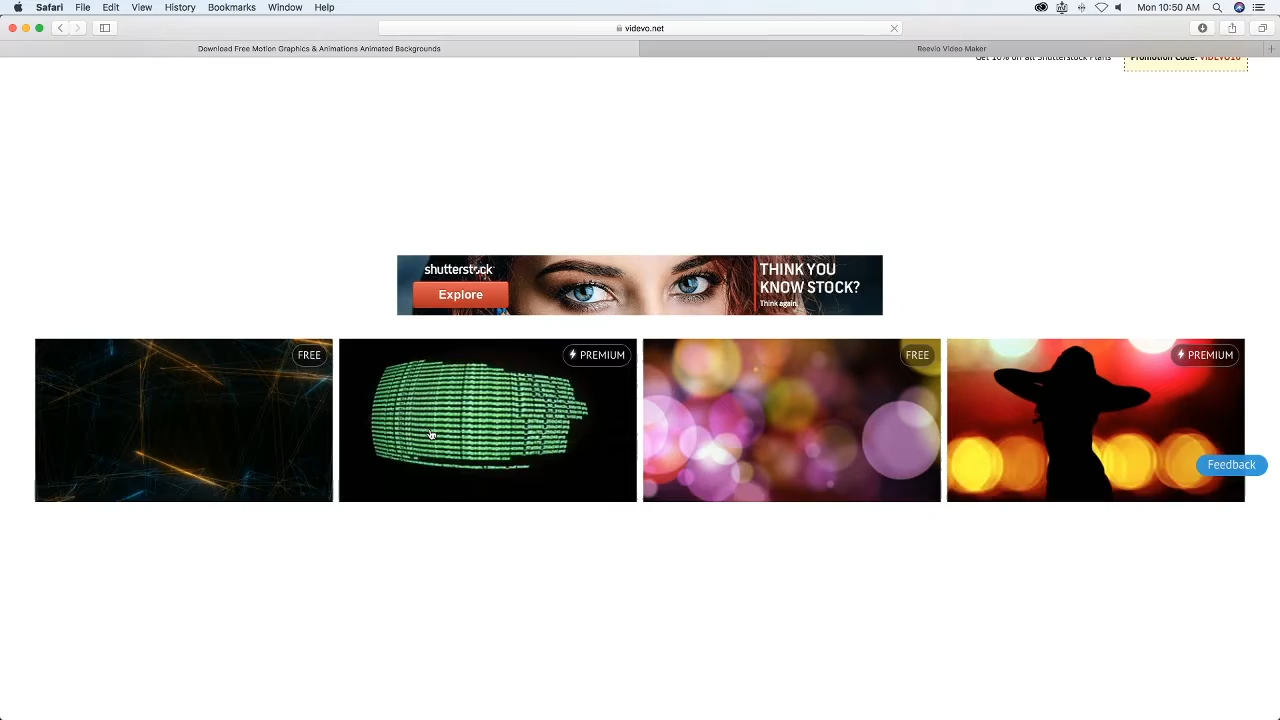 Safari File Edit View History Bookmarks Window Help Mon 10:50 AM
videvo.net
Download Free Motion Graphics & Animations Animated Backgrounds Reevio Video Maker
Get 10% off all Shutterstock Plans Promotion Code: VIDEVO10
shutterstock
Explore
THINK YOU
KNOW STOCK?
Think again.
FREE PREMIUM FREE PREMIUM
Feedback